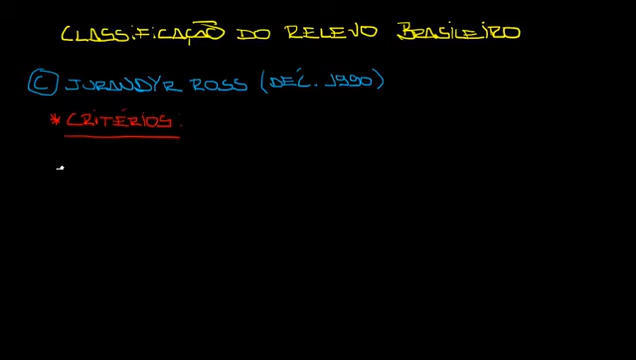 CLASSIFICAÇÃO DO RELEVO BRASILEIRO
C JURANDYR ROSS (DÉC. 1990)
* CRITÉRIOS: